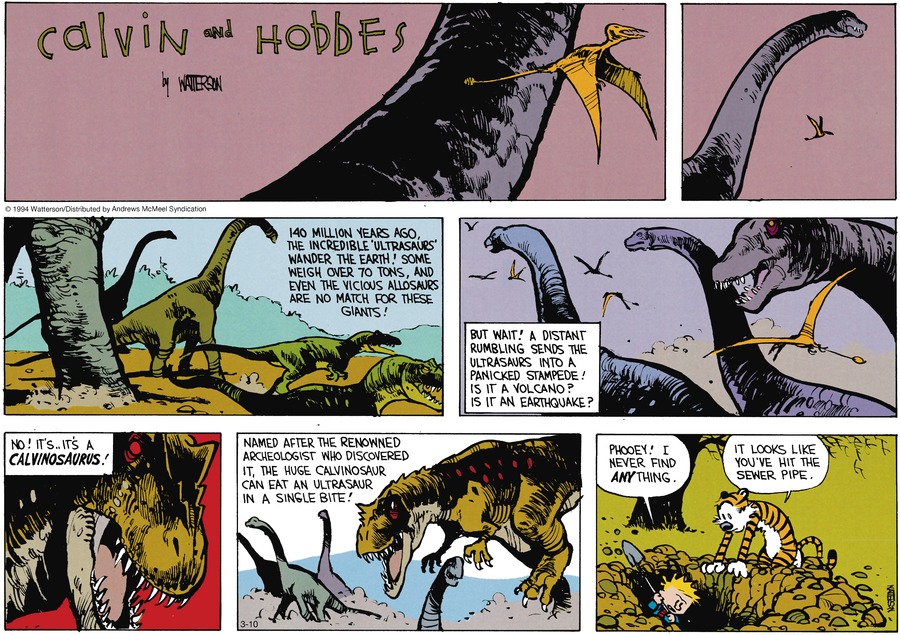 CALVIN AND HOBBES
by WATTERSON
© 1994 Watterson/Distributed by Andrews McMeel Syndication
140 MILLION YEARS AGO,
THE INCREDIBLE 'ULTRASAURS'
WANDER THE EARTH! SOME
WEIGH OVER 70 TONS, AND
EVEN THE VICIOUS ALLOSAURS
ARE NO MATCH FOR THESE
GIANTS!
BUT WAIT! A DISTANT
RUMBLING SENDS THE
ULTRASAURS INTO A
PANICKED STAMPEDE!
IS IT A VOLCANO?
IS IT AN EARTHQUAKE?
NO! IT'S..IT'S A
CALVINOSAURUS!
NAMED AFTER THE RENOWNED
ARCHEOLOGIST WHO DISCOVERED
IT, THE HUGE CALVINOSAUR
CAN EAT AN ULTRASAUR
IN A SINGLE BITE!
3-10
PHOOEY! I
NEVER FIND
ANYTHING.
IT LOOKS LIKE
YOU'VE HIT THE
SEWER PIPE.
WATTERSON